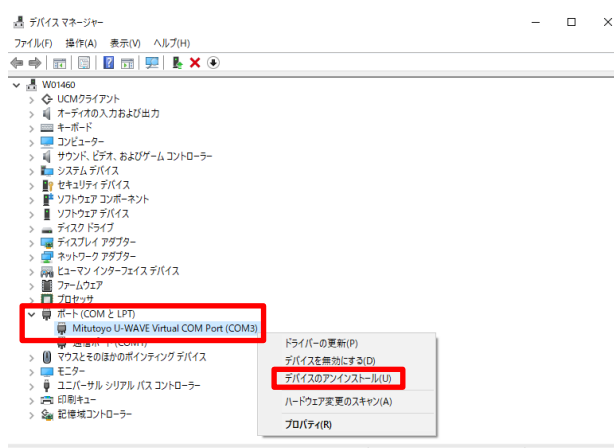 デバイス マネージャー
ファイル(F) 操作(A) 表示(V) ヘルプ(H)
W01460
UCMクライアント
オーディオの入力および出力
キーボード
コンピューター
サウンド、ビデオ、およびゲーム コントローラー
システム デバイス
セキュリティ デバイス
ソフトウェア コンポーネント
ソフトウェア デバイス
ディスク ドライブ
ディスプレイ アダプター
ネットワーク アダプター
ヒューマン インターフェイス デバイス
ファームウェア
プロセッサ
ポート (COM と LPT)
Mitutoyo U-WAVE Virtual COM Port (COM3)
通信ポート (COM1)
マウスとそのほかのポインティング デバイス
モニター
ユニバーサル シリアル バス コントローラー
印刷キュー
記憶域コントローラー
ドライバーの更新(P)
デバイスを無効にする(D)
デバイスのアンインストール(U)
ハードウェア変更のスキャン(A)
プロパティ(R)